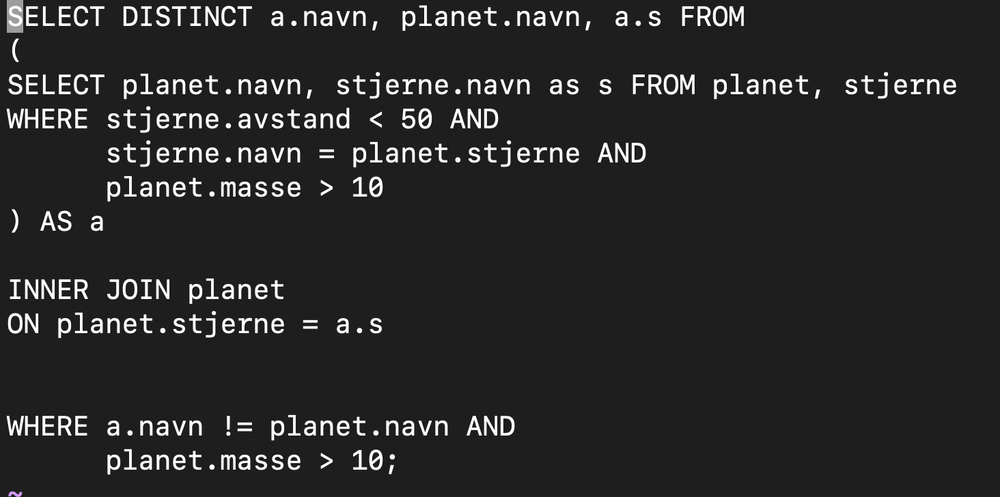 SELECT DISTINCT a.navn, planet.navn, a.s FROM
(
SELECT planet.navn, stjerne.navn as s FROM planet, stjerne
WHERE stjerne.avstand < 50 AND
      stjerne.navn = planet.stjerne AND
      planet.masse > 10
) AS a
INNER JOIN planet
ON planet.stjerne = a.s
WHERE a.navn != planet.navn AND
      planet.masse > 10;
~